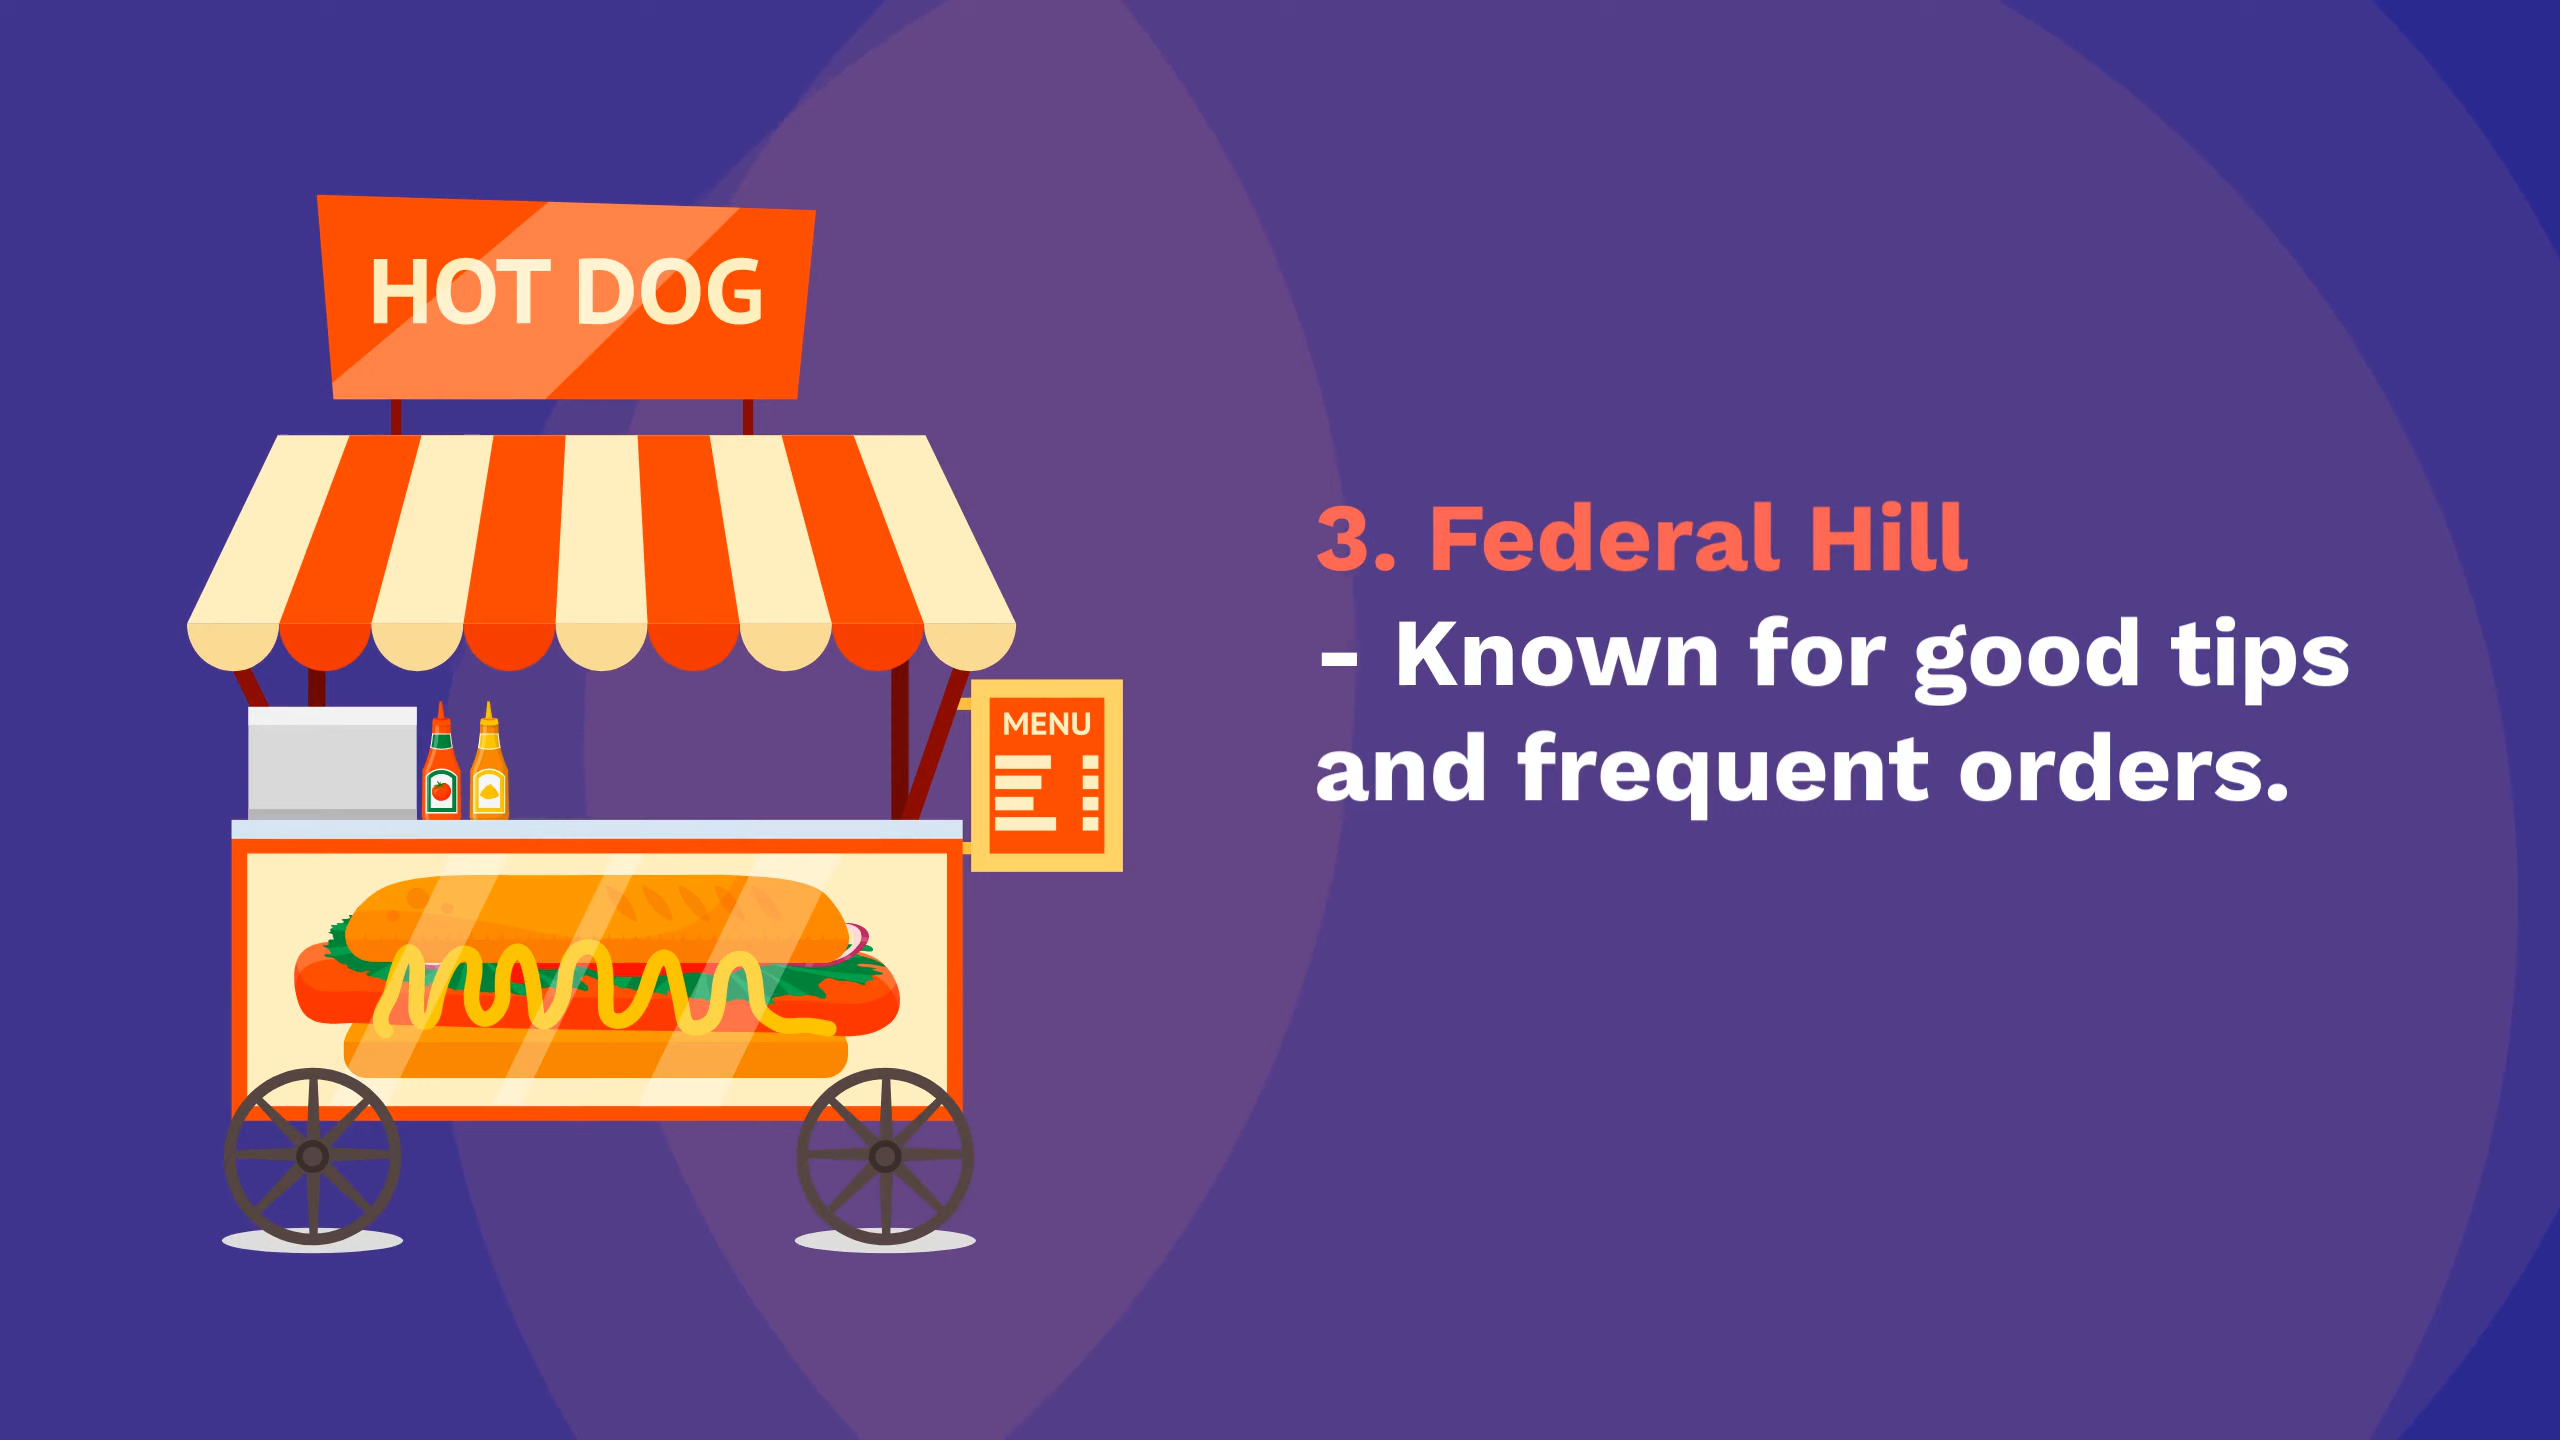 HOT DOG
MENU
3. Federal Hill
- Known for good tips
and frequent orders.